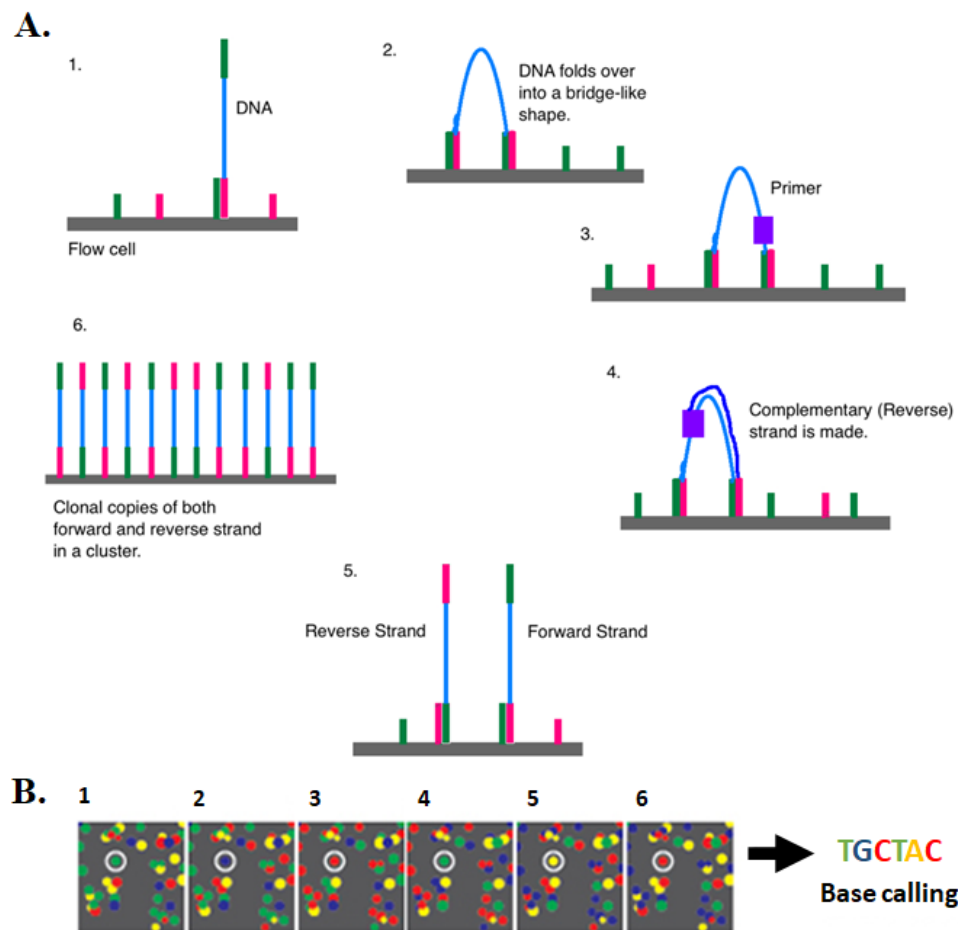 A.
1.
DNA
Flow cell
2.
DNA folds over
into a bridge-like
shape.
3.
Primer
4.
Complementary (Reverse)
strand is made.
5.
Reverse Strand
Forward Strand
6.
Clonal copies of both
forward and reverse strand
in a cluster.
B.
1 2 3 4 5 6
TGCTAC
Base calling